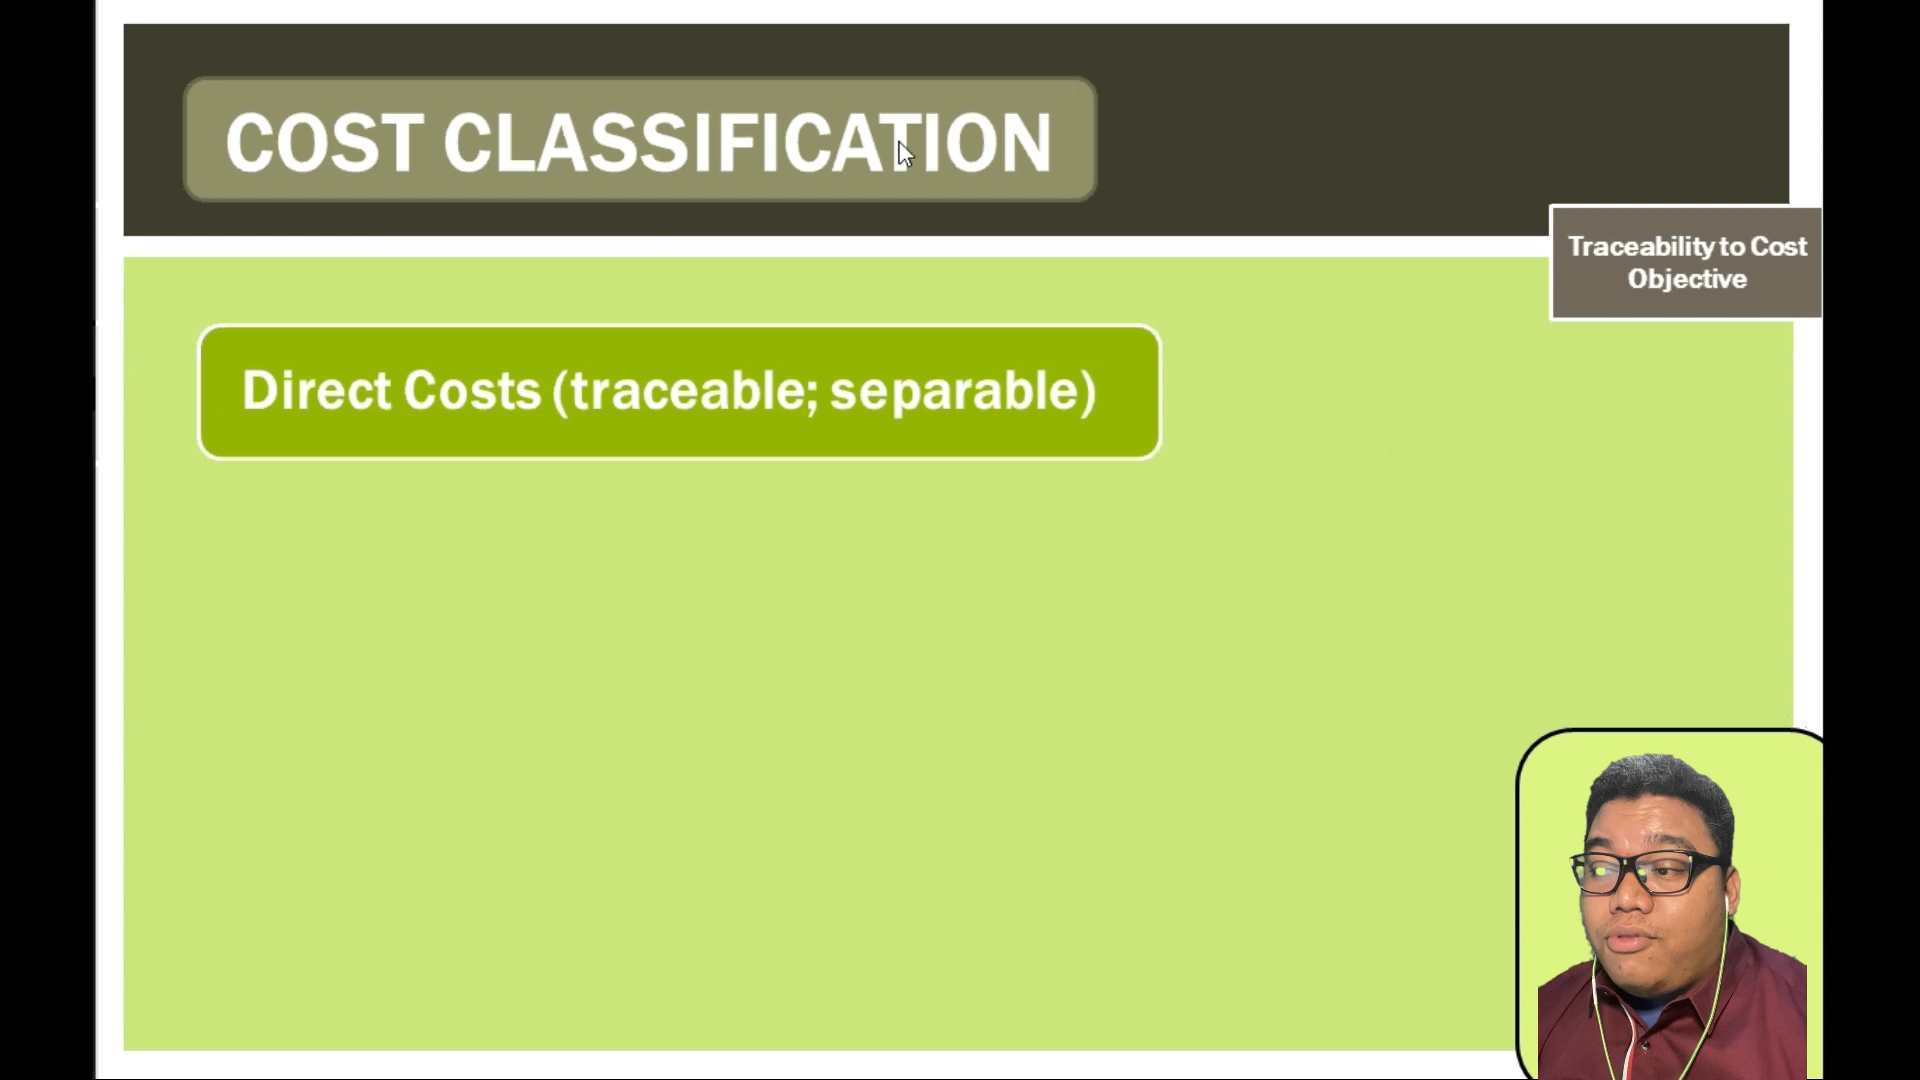 COST CLASSIFICATION
Traceability to Cost
Objective
Direct Costs (traceable; separable)